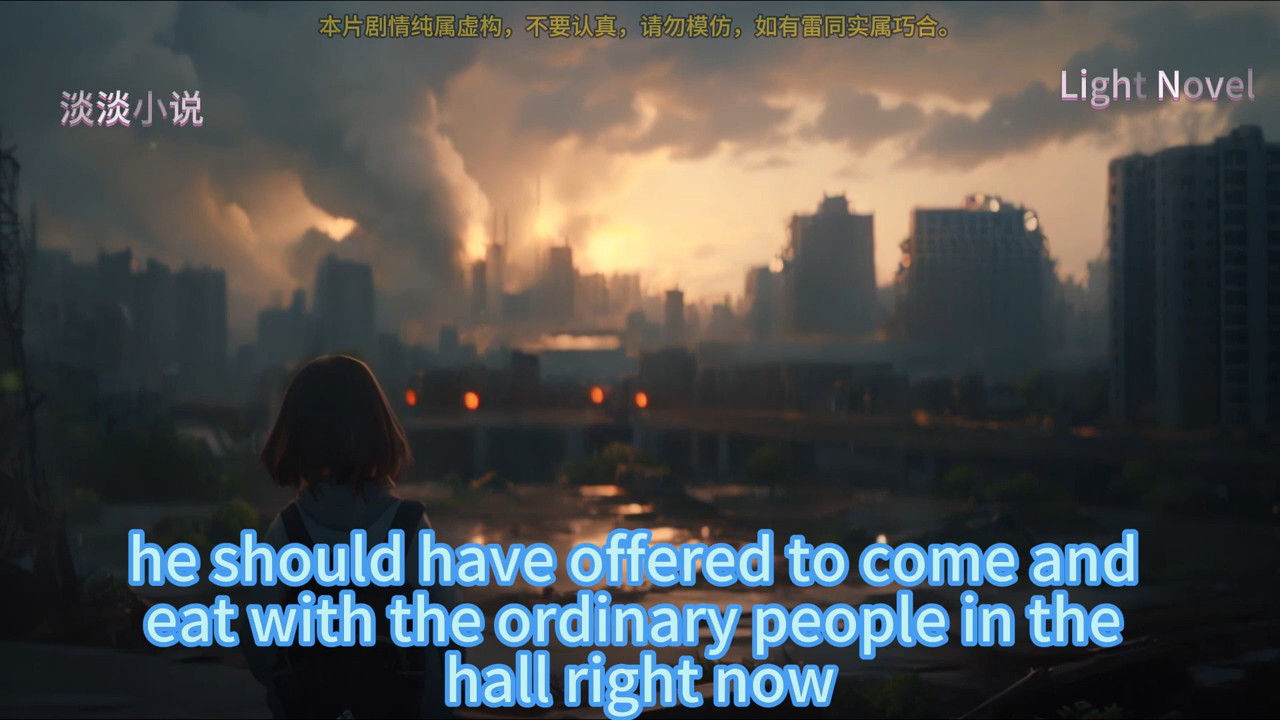 本片剧情纯属虚构，不要认真，请勿模仿，如有雷同实属巧合。
淡淡小说
Light Novel
he should have offered to come and
eat with the ordinary people in the
hall right now